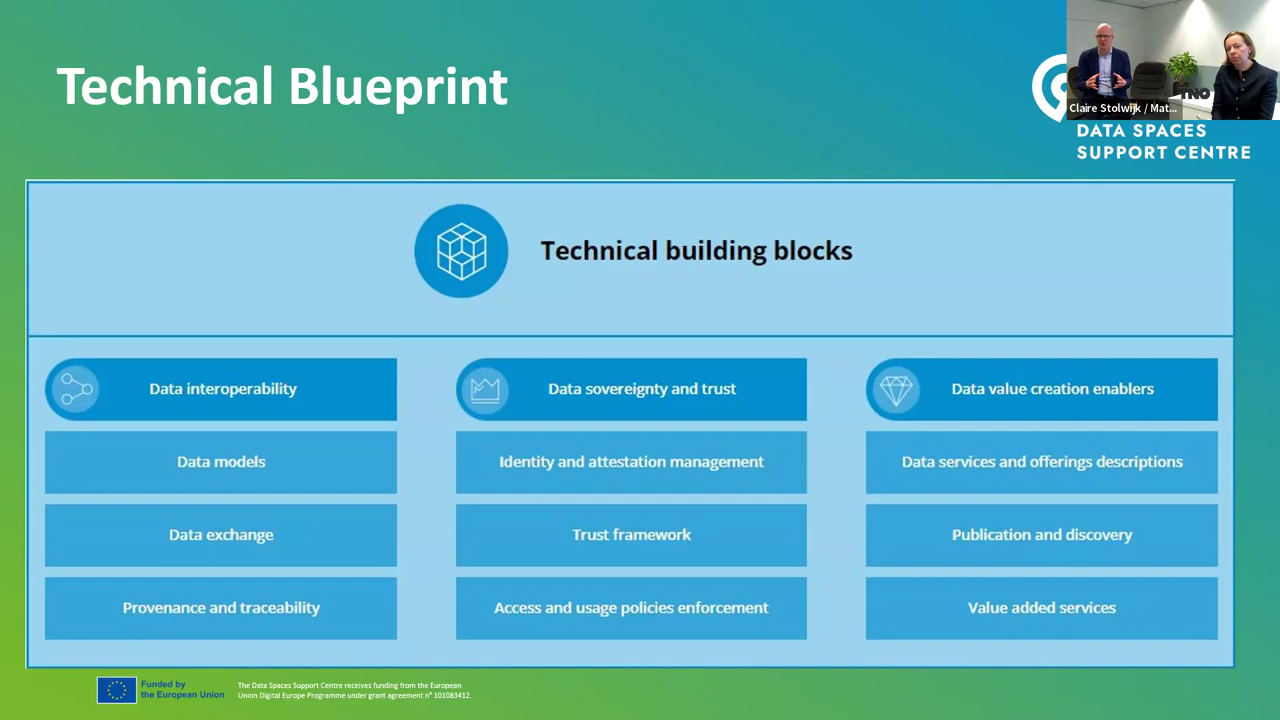 Technical Blueprint
TNO
Claire Stolwijk / Mat...
DATA SPACES
SUPPORT CENTRE
Technical building blocks
Data interoperability
Data models
Data exchange
Provenance and traceability
Data sovereignty and trust
Identity and attestation management
Trust framework
Access and usage policies enforcement
Data value creation enablers
Data services and offerings descriptions
Publication and discovery
Value added services
Funded by
the European Union
The Data Spaces Support Centre receives funding from the European
Union Digital Europe Programme under grant agreement n° 101083412.